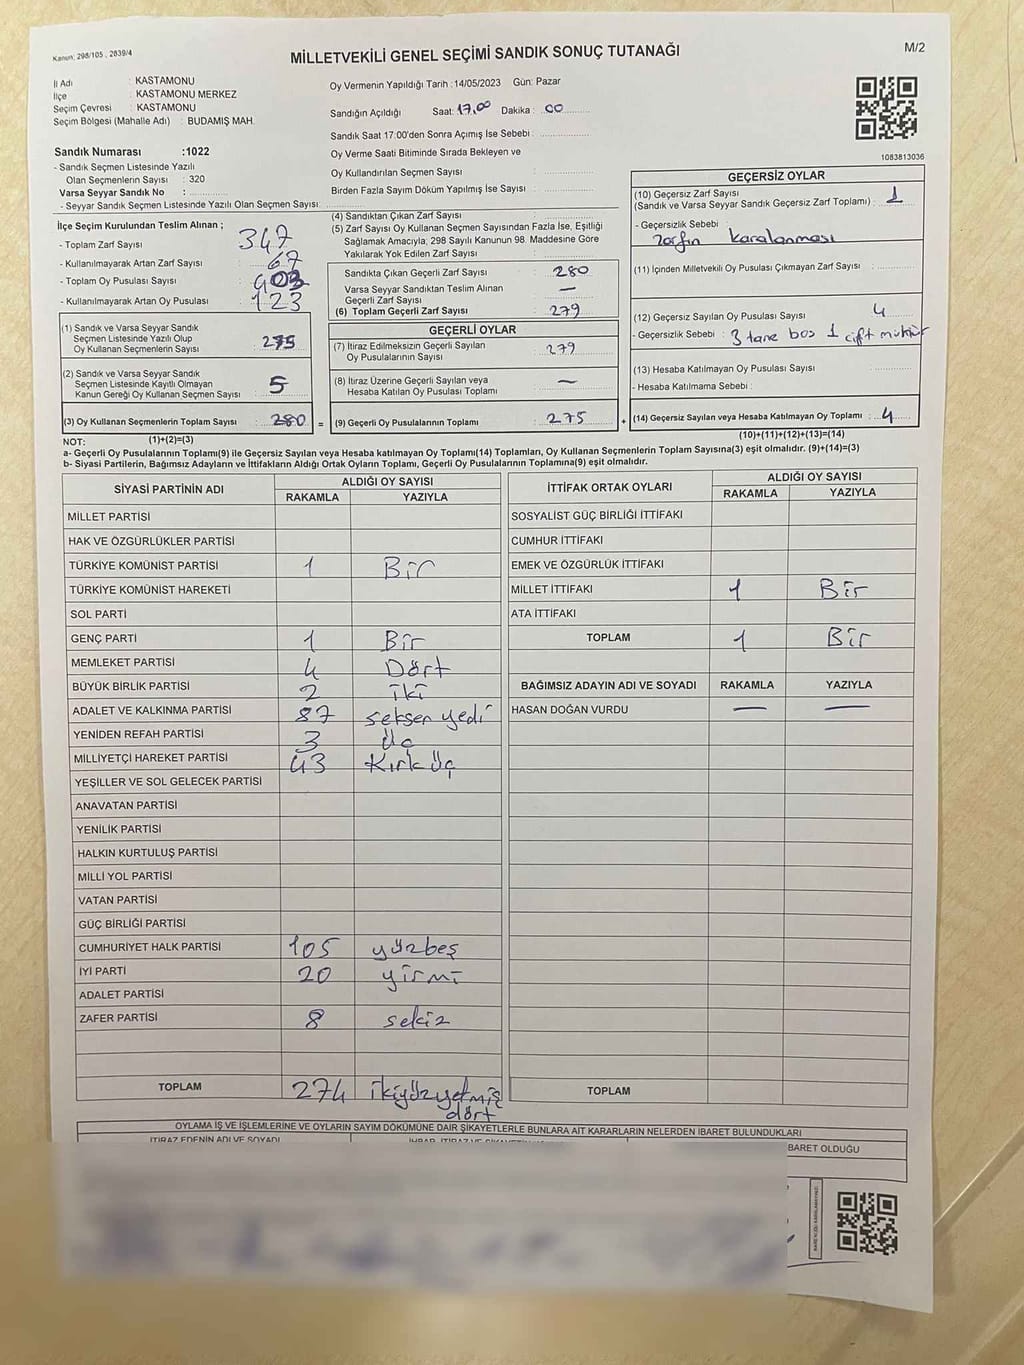 Kanun: 298/105 , 2839/4
MİLLETVEKİLİ GENEL SEÇİMİ SANDIK SONUÇ TUTANAĞI
M/2
İl Adı : KASTAMONU
İlçe : KASTAMONU MERKEZ
Seçim Çevresi : KASTAMONU
Seçim Bölgesi (Mahalle Adı) : BUDAMIŞ MAH.
Oy Vermenin Yapıldığı Tarih :14/05/2023 Gün: Pazar
Sandığın Açıldığı Saat: 17.00 Dakika : 00
Sandık Saat 17:00'den Sonra Açımış İse Sebebi :
Oy Verme Saati Bitiminde Sırada Bekleyen ve
Oy Kullandırılan Seçmen Sayısı :
Birden Fazla Sayım Döküm Yapılmış İse Sayısı :
1083813036
Sandık Numarası :1022
- Sandık Seçmen Listesinde Yazılı
Olan Seçmenlerin Sayısı : 320
Varsa Seyyar Sandık No :
- Seyyar Sandık Seçmen Listesinde Yazılı Olan Seçmen Sayısı:
İlçe Seçim Kurulundan Teslim Alınan ;
- Toplam Zarf Sayısı : 347
- Kullanılmayarak Artan Zarf Sayısı : 67
- Toplam Oy Pusulası Sayısı : 403
- Kullanılmayarak Artan Oy Pusulası : 123
(1) Sandık ve Varsa Seyyar Sandık
Seçmen Listesinde Yazılı Olup
Oy Kullanan Seçmenlerin Sayısı : 275
(2) Sandık ve Varsa Seyyar Sandık
Seçmen Listesinde Kayıtlı Olmayan
Kanun Gereği Oy Kullanan Seçmen Sayısı : 5
(3) Oy Kullanan Seçmenlerin Toplam Sayısı : 280 =
(4) Sandıktan Çıkan Zarf Sayısı :
(5) Zarf Sayısı Oy Kullanan Seçmen Sayısından Fazla İse, Eşitliği
Sağlamak Amacıyla; 298 Sayılı Kanunun 98. Maddesine Göre
Yakılarak Yok Edilen Zarf Sayısı :
Sandıkta Çıkan Geçerli Zarf Sayısı : 280
Varsa Seyyar Sandıktan Teslim Alınan
Geçerli Zarf Sayısı : —
(6) Toplam Geçerli Zarf Sayısı : 279
GEÇERLİ OYLAR
(7) İtiraz Edilmeksizin Geçerli Sayılan
Oy Pusulalarının Sayısı : 279
(8) İtiraz Üzerine Geçerli Sayılan veya
Hesaba Katılan Oy Pusulası Toplamı : —
(9) Geçerli Oy Pusulalarının Toplamı : 275 +
GEÇERSİZ OYLAR
(10) Geçersiz Zarf Sayısı
(Sandık ve Varsa Seyyar Sandık Geçersiz Zarf Toplamı) : 1
- Geçersizlik Sebebi :
zarfın karalanması
(11) İçinden Milletvekili Oy Pusulası Çıkmayan Zarf Sayısı :
(12) Geçersiz Sayılan Oy Pusulası Sayısı : 4
- Geçersizlik Sebebi : 3 tane boş 1 çift mühür
(13) Hesaba Katılmayan Oy Pusulası Sayısı :
- Hesaba Katılmama Sebebi :
(14) Geçersiz Sayılan veya Hesaba Katılmayan Oy Toplamı : 4
NOT: (1)+(2)=(3) (10)+(11)+(12)+(13)=(14)
a- Geçerli Oy Pusulalarının Toplamı(9) ile Geçersiz Sayılan veya Hesaba katılmayan Oy Toplamı(14) Toplamları, Oy Kullanan Seçmenlerin Toplam Sayısına(3) eşit olmalıdır. (9)+(14)=(3)
b- Siyasi Partilerin, Bağımsız Adayların ve İttifakların Aldığı Ortak Oyların Toplamı, Geçerli Oy Pusulalarının Toplamına(9) eşit olmalıdır.
SİYASİ PARTİNİN ADI ALDIĞI OY SAYISI
RAKAMLA YAZIYLA
MİLLET PARTİSİ
HAK VE ÖZGÜRLÜKLER PARTİSİ
TÜRKİYE KOMÜNİST PARTİSİ 1 Bir
TÜRKİYE KOMÜNİST HAREKETİ
SOL PARTİ
GENÇ PARTİ 1 Bir
MEMLEKET PARTİSİ 4 Dört
BÜYÜK BİRLİK PARTİSİ 2 iki
ADALET VE KALKINMA PARTİSİ 87 seksen yedi
YENİDEN REFAH PARTİSİ 3 Üç
MİLLİYETÇİ HAREKET PARTİSİ 43 Kırk Üç
YEŞİLLER VE SOL GELECEK PARTİSİ
ANAVATAN PARTİSİ
YENİLİK PARTİSİ
HALKIN KURTULUŞ PARTİSİ
MİLLİ YOL PARTİSİ
VATAN PARTİSİ
GÜÇ BİRLİĞİ PARTİSİ
CUMHURİYET HALK PARTİSİ 105 yüzbeş
İYİ PARTİ 20 yirmi
ADALET PARTİSİ
ZAFER PARTİSİ 8 sekiz
TOPLAM 274 ikiyüzyetmiş
dört
İTTİFAK ORTAK OYLARI ALDIĞI OY SAYISI
RAKAMLA YAZIYLA
SOSYALİST GÜÇ BİRLİĞİ İTTİFAKI
CUMHUR İTTİFAKI
EMEK VE ÖZGÜRLÜK İTTİFAKI
MİLLET İTTİFAKI 1 Bir
ATA İTTİFAKI
TOPLAM 1 Bir
BAĞIMSIZ ADAYIN ADI VE SOYADI RAKAMLA YAZIYLA
HASAN DOĞAN VURDU — —
TOPLAM
OYLAMA İŞ VE İŞLEMLERİNE VE OYLARIN SAYIM DÖKÜMÜNE DAİR ŞİKAYETLERLE BUNLARA AİT KARARLARIN NELERDEN İBARET BULUNDUKLARI
İTİRAZ EDENİN ADI VE SOYADI
BARET OLDUĞU